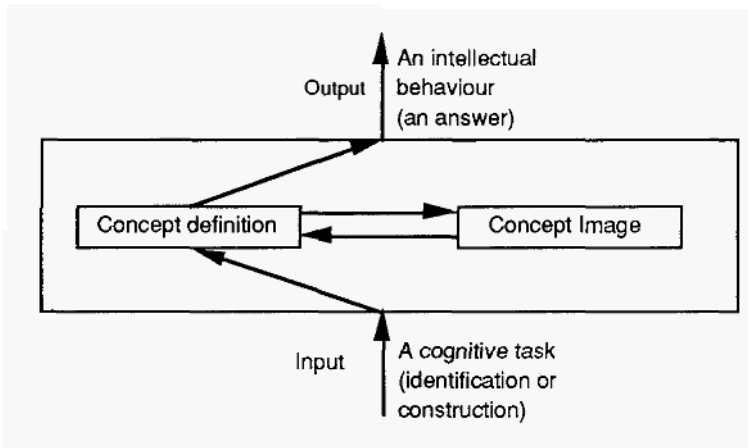 An intellectual
Output
behaviour
(an answer)
Concept definition
Concept Image
Input
A cognitive task
(identification or
construction)